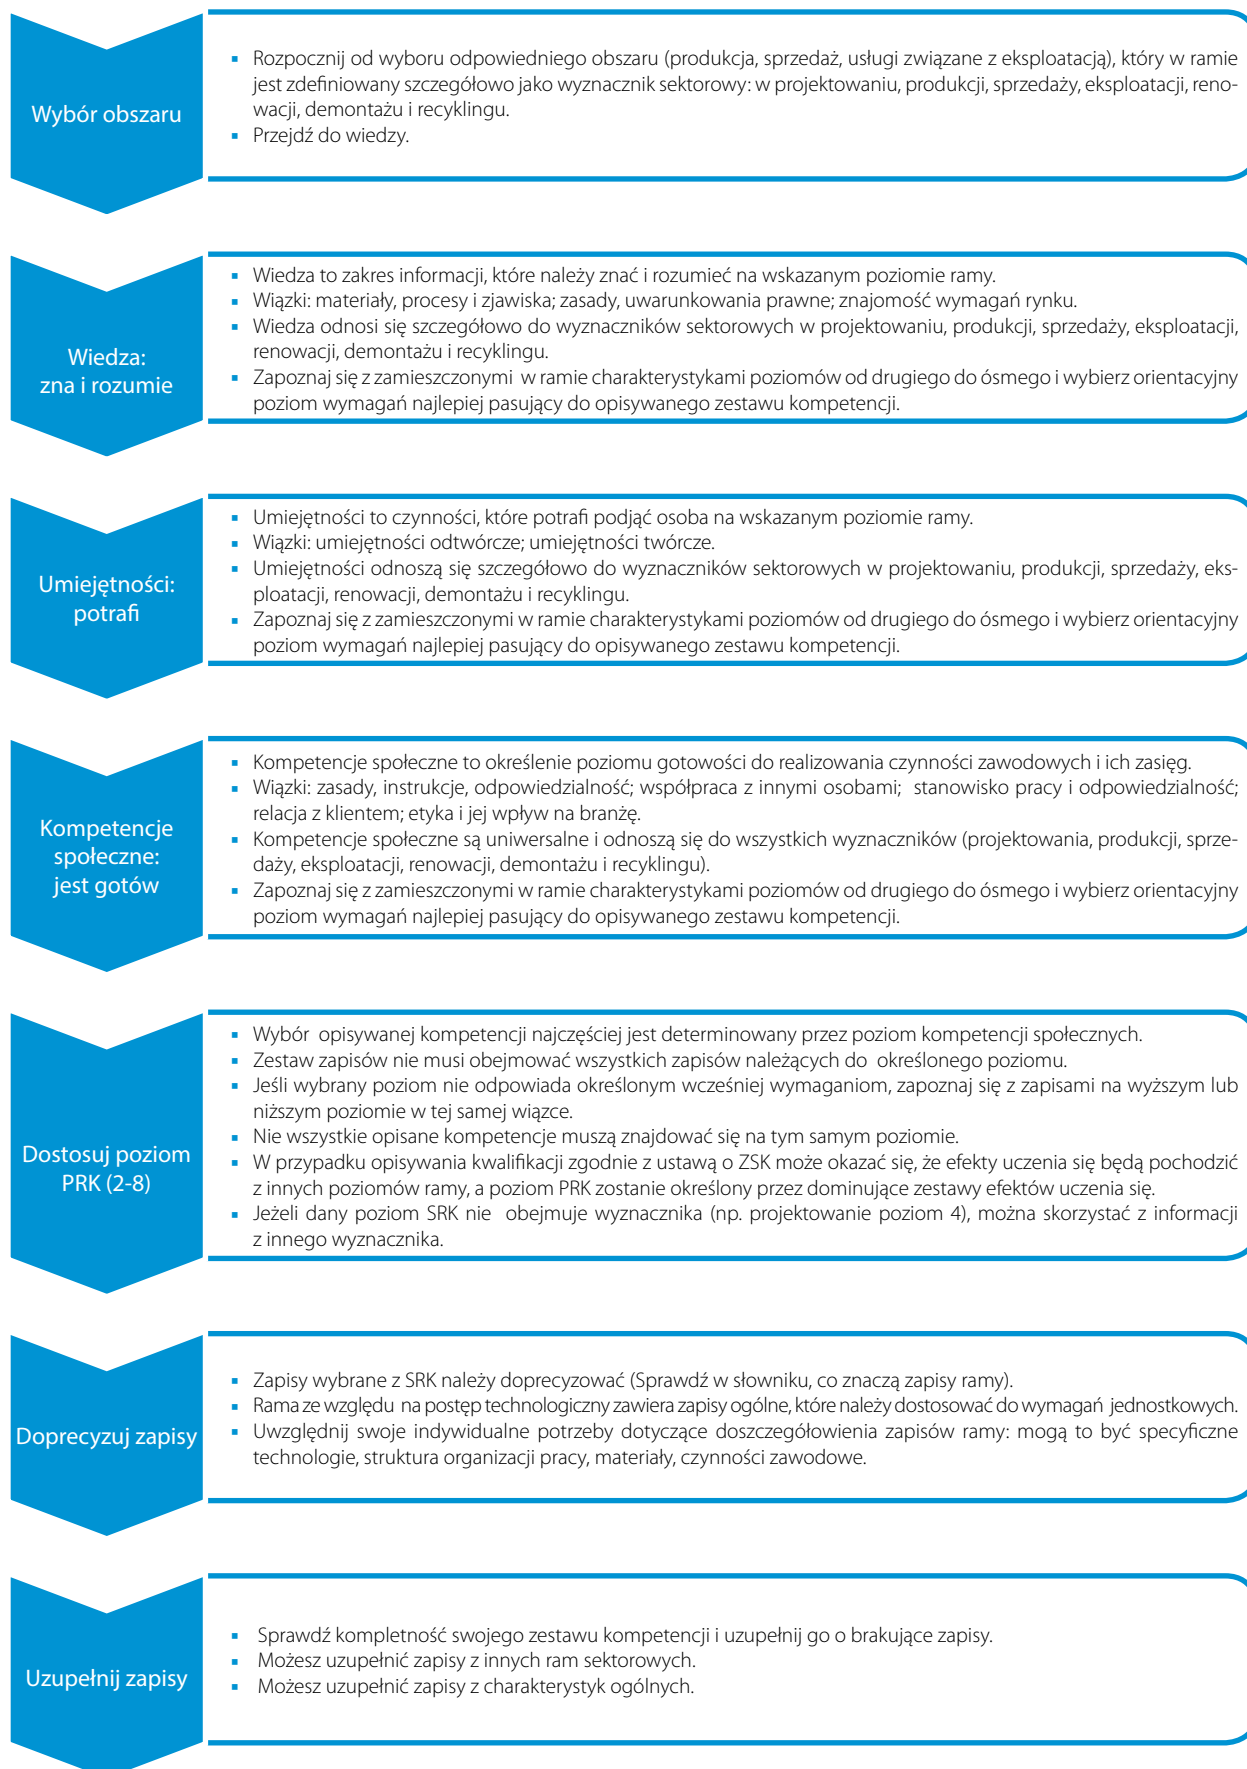 Wybór obszaru
▪ Rozpocznij od wyboru odpowiedniego obszaru (produkcja, sprzedaż, usługi związane z eksploatacją), który w ramie
jest zdefiniowany szczegółowo jako wyznacznik sektorowy: w projektowaniu, produkcji, sprzedaży, eksploatacji, reno-
wacji, demontażu i recyklingu.
▪ Przejdź do wiedzy.
Wiedza:
zna i rozumie
▪ Wiedza to zakres informacji, które należy znać i rozumieć na wskazanym poziomie ramy.
▪ Wiązki: materiały, procesy i zjawiska; zasady, uwarunkowania prawne; znajomość wymagań rynku.
▪ Wiedza odnosi się szczegółowo do wyznaczników sektorowych w projektowaniu, produkcji, sprzedaży, eksploatacji,
renowacji, demontażu i recyklingu.
▪ Zapoznaj się z zamieszczonymi w ramie charakterystykami poziomów od drugiego do ósmego i wybierz orientacyjny
poziom wymagań najlepiej pasujący do opisywanego zestawu kompetencji.
Umiejętności:
potrafi
▪ Umiejętności to czynności, które potrafi podjąć osoba na wskazanym poziomie ramy.
▪ Wiązki: umiejętności odtwórcze; umiejętności twórcze.
▪ Umiejętności odnoszą się szczegółowo do wyznaczników sektorowych w projektowaniu, produkcji, sprzedaży, eks-
ploatacji, renowacji, demontażu i recyklingu.
▪ Zapoznaj się z zamieszczonymi w ramie charakterystykami poziomów od drugiego do ósmego i wybierz orientacyjny
poziom wymagań najlepiej pasujący do opisywanego zestawu kompetencji.
Kompetencje
społeczne:
jest gotów
▪ Kompetencje społeczne to określenie poziomu gotowości do realizowania czynności zawodowych i ich zasięg.
▪ Wiązki: zasady, instrukcje, odpowiedzialność; współpraca z innymi osobami; stanowisko pracy i odpowiedzialność;
relacja z klientem; etyka i jej wpływ na branżę.
▪ Kompetencje społeczne są uniwersalne i odnoszą się do wszystkich wyznaczników (projektowania, produkcji, sprze-
daży, eksploatacji, renowacji, demontażu i recyklingu).
▪ Zapoznaj się z zamieszczonymi w ramie charakterystykami poziomów od drugiego do ósmego i wybierz orientacyjny
poziom wymagań najlepiej pasujący do opisywanego zestawu kompetencji.
Dostosuj poziom
PRK (2-8)
▪ Wybór opisywanej kompetencji najczęściej jest determinowany przez poziom kompetencji społecznych.
▪ Zestaw zapisów nie musi obejmować wszystkich zapisów należących do określonego poziomu.
▪ Jeśli wybrany poziom nie odpowiada określonym wcześniej wymaganiom, zapoznaj się z zapisami na wyższym lub
niższym poziomie w tej samej wiązce.
▪ Nie wszystkie opisane kompetencje muszą znajdować się na tym samym poziomie.
▪ W przypadku opisywania kwalifikacji zgodnie z ustawą o ZSK może okazać się, że efekty uczenia się będą pochodzić
z innych poziomów ramy, a poziom PRK zostanie określony przez dominujące zestawy efektów uczenia się.
▪ Jeżeli dany poziom SRK nie obejmuje wyznacznika (np. projektowanie poziom 4), można skorzystać z informacji
z innego wyznacznika.
Doprecyzuj zapisy
▪ Zapisy wybrane z SRK należy doprecyzować (Sprawdź w słowniku, co znaczą zapisy ramy).
▪ Rama ze względu na postęp technologiczny zawiera zapisy ogólne, które należy dostosować do wymagań jednostkowych.
▪ Uwzględnij swoje indywidualne potrzeby dotyczące doszczegółowienia zapisów ramy: mogą to być specyficzne
technologie, struktura organizacji pracy, materiały, czynności zawodowe.
Uzupełnij zapisy
▪ Sprawdź kompletność swojego zestawu kompetencji i uzupełnij go o brakujące zapisy.
▪ Możesz uzupełnić zapisy z innych ram sektorowych.
▪ Możesz uzupełnić zapisy z charakterystyk ogólnych.